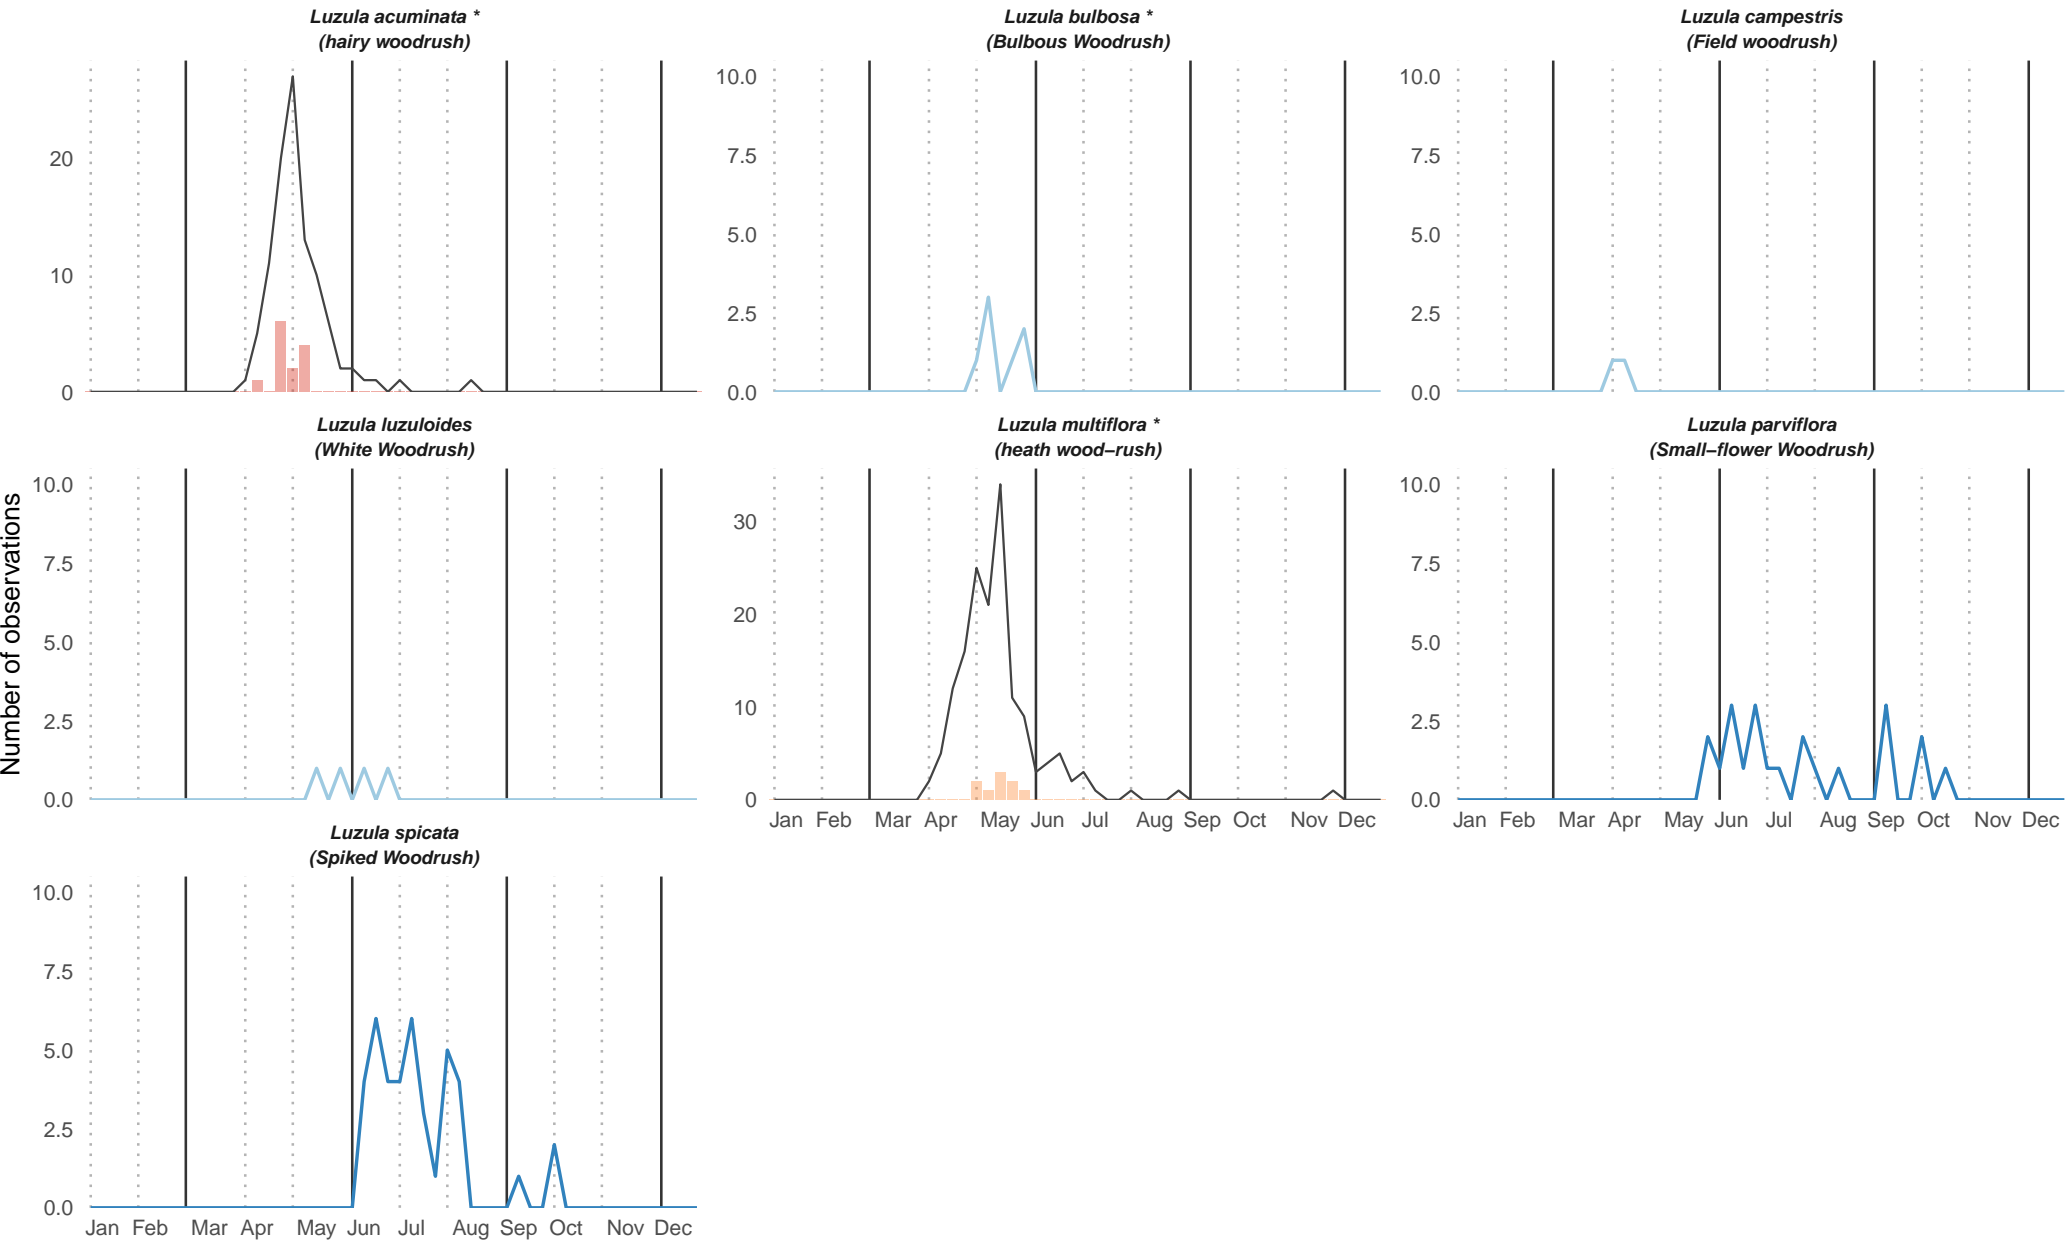 Luzula acuminata *
(hairy woodrush)
Luzula bulbosa *
(Bulbous Woodrush)
Luzula campestris
(Field woodrush)
20
10
0
10.0
7.5
5.0
2.5
0.0
10.0
7.5
5.0
2.5
0.0
Luzula luzuloides
(White Woodrush)
Luzula multiflora *
(heath wood–rush)
Luzula parviflora
(Small–flower Woodrush)
Number of observations
10.0
7.5
5.0
2.5
0.0
30
20
10
0
Jan Feb Mar Apr May Jun Jul Aug Sep Oct Nov Dec
10.0
7.5
5.0
2.5
0.0
Jan Feb Mar Apr May Jun Jul Aug Sep Oct Nov Dec
Luzula spicata
(Spiked Woodrush)
10.0
7.5
5.0
2.5
0.0
Jan Feb Mar Apr May Jun Jul Aug Sep Oct Nov Dec